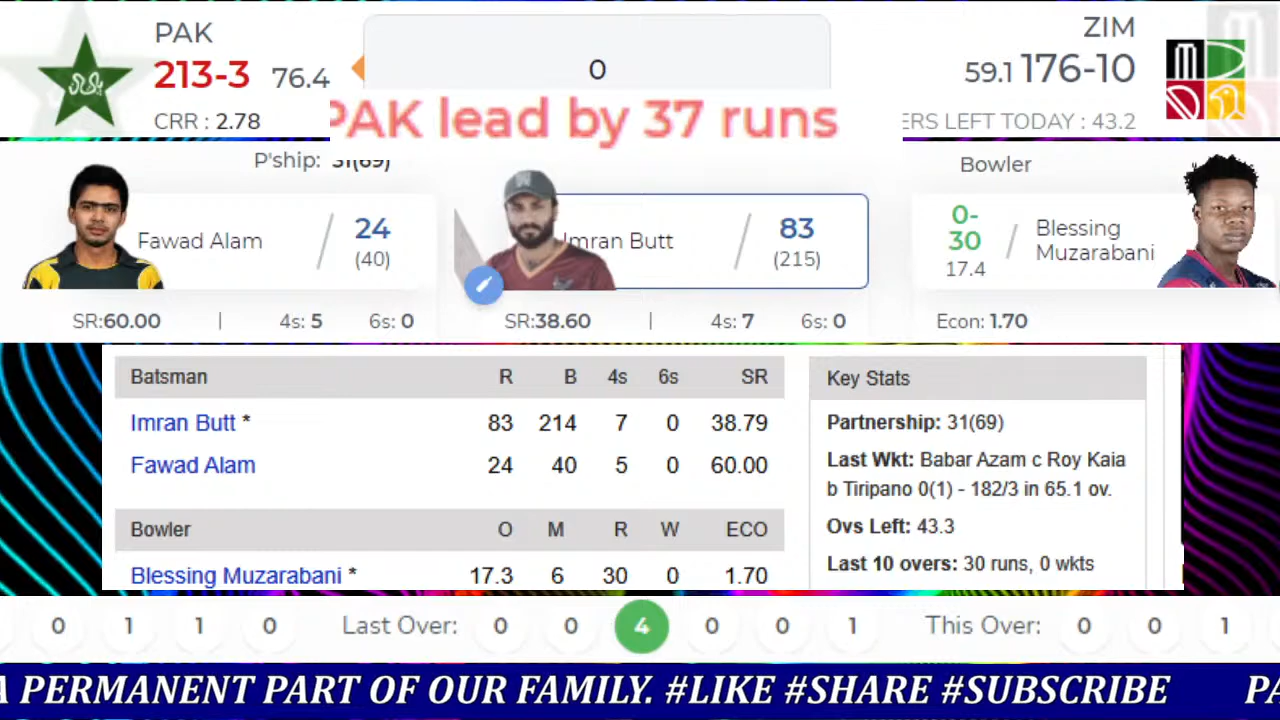 PAK
213-3 76.4
CRR : 2.78
0
PAK lead by 37 runs
ZIM
59.1 176-10
ERS LEFT TODAY : 43.2
P'ship: 31(69)
Fawad Alam
24
(40)
SR:60.00 | 4s: 5 6s: 0
Imran Butt
83
(215)
SR:38.60 | 4s: 7 6s: 0
Bowler
0-
30
17.4
Blessing
Muzarabani
Econ: 1.70
Batsman R B 4s 6s SR
Imran Butt * 83 214 7 0 38.79
Fawad Alam 24 40 5 0 60.00
Bowler O M R W ECO
Blessing Muzarabani * 17.3 6 30 0 1.70
Key Stats
Partnership: 31(69)
Last Wkt: Babar Azam c Roy Kaia
b Tiripano 0(1) - 182/3 in 65.1 ov.
Ovs Left: 43.3
Last 10 overs: 30 runs, 0 wkts
0 1 1 0 Last Over: 0 0 4 0 0 1 This Over: 0 0 1
A PERMANENT PART OF OUR FAMILY. #LIKE #SHARE #SUBSCRIBE PA